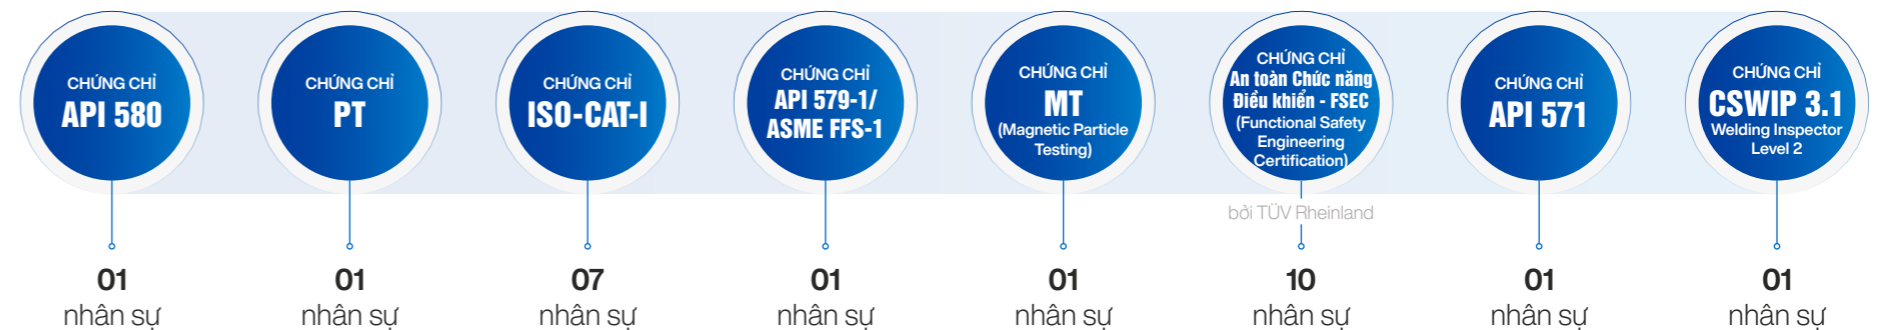 CHỨNG CHỈ
API 580
01
nhân sự
CHỨNG CHỈ
PT
01
nhân sự
CHỨNG CHỈ
ISO-CAT-I
07
nhân sự
CHỨNG CHỈ
API 579-1/
ASME FFS-1
01
nhân sự
CHỨNG CHỈ
MT
(Magnetic Particle
Testing)
01
nhân sự
CHỨNG CHỈ
An toàn Chức năng
Điều khiển - FSEC
(Functional Safety
Engineering
Certification)
bởi TÜV Rheinland
10
nhân sự
CHỨNG CHỈ
API 571
01
nhân sự
CHỨNG CHỈ
CSWIP 3.1
Welding Inspector
Level 2
01
nhân sự